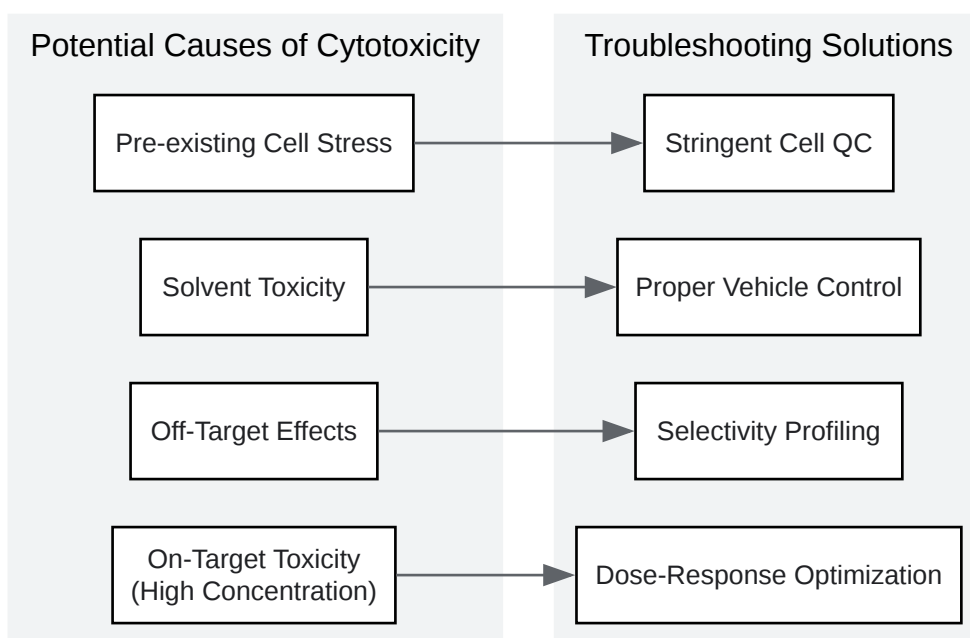 Potential Causes of Cytotoxicity
Troubleshooting Solutions
Pre-existing Cell Stress
Stringent Cell QC
Solvent Toxicity
Proper Vehicle Control
Off-Target Effects
Selectivity Profiling
On-Target Toxicity
(High Concentration)
Dose-Response Optimization